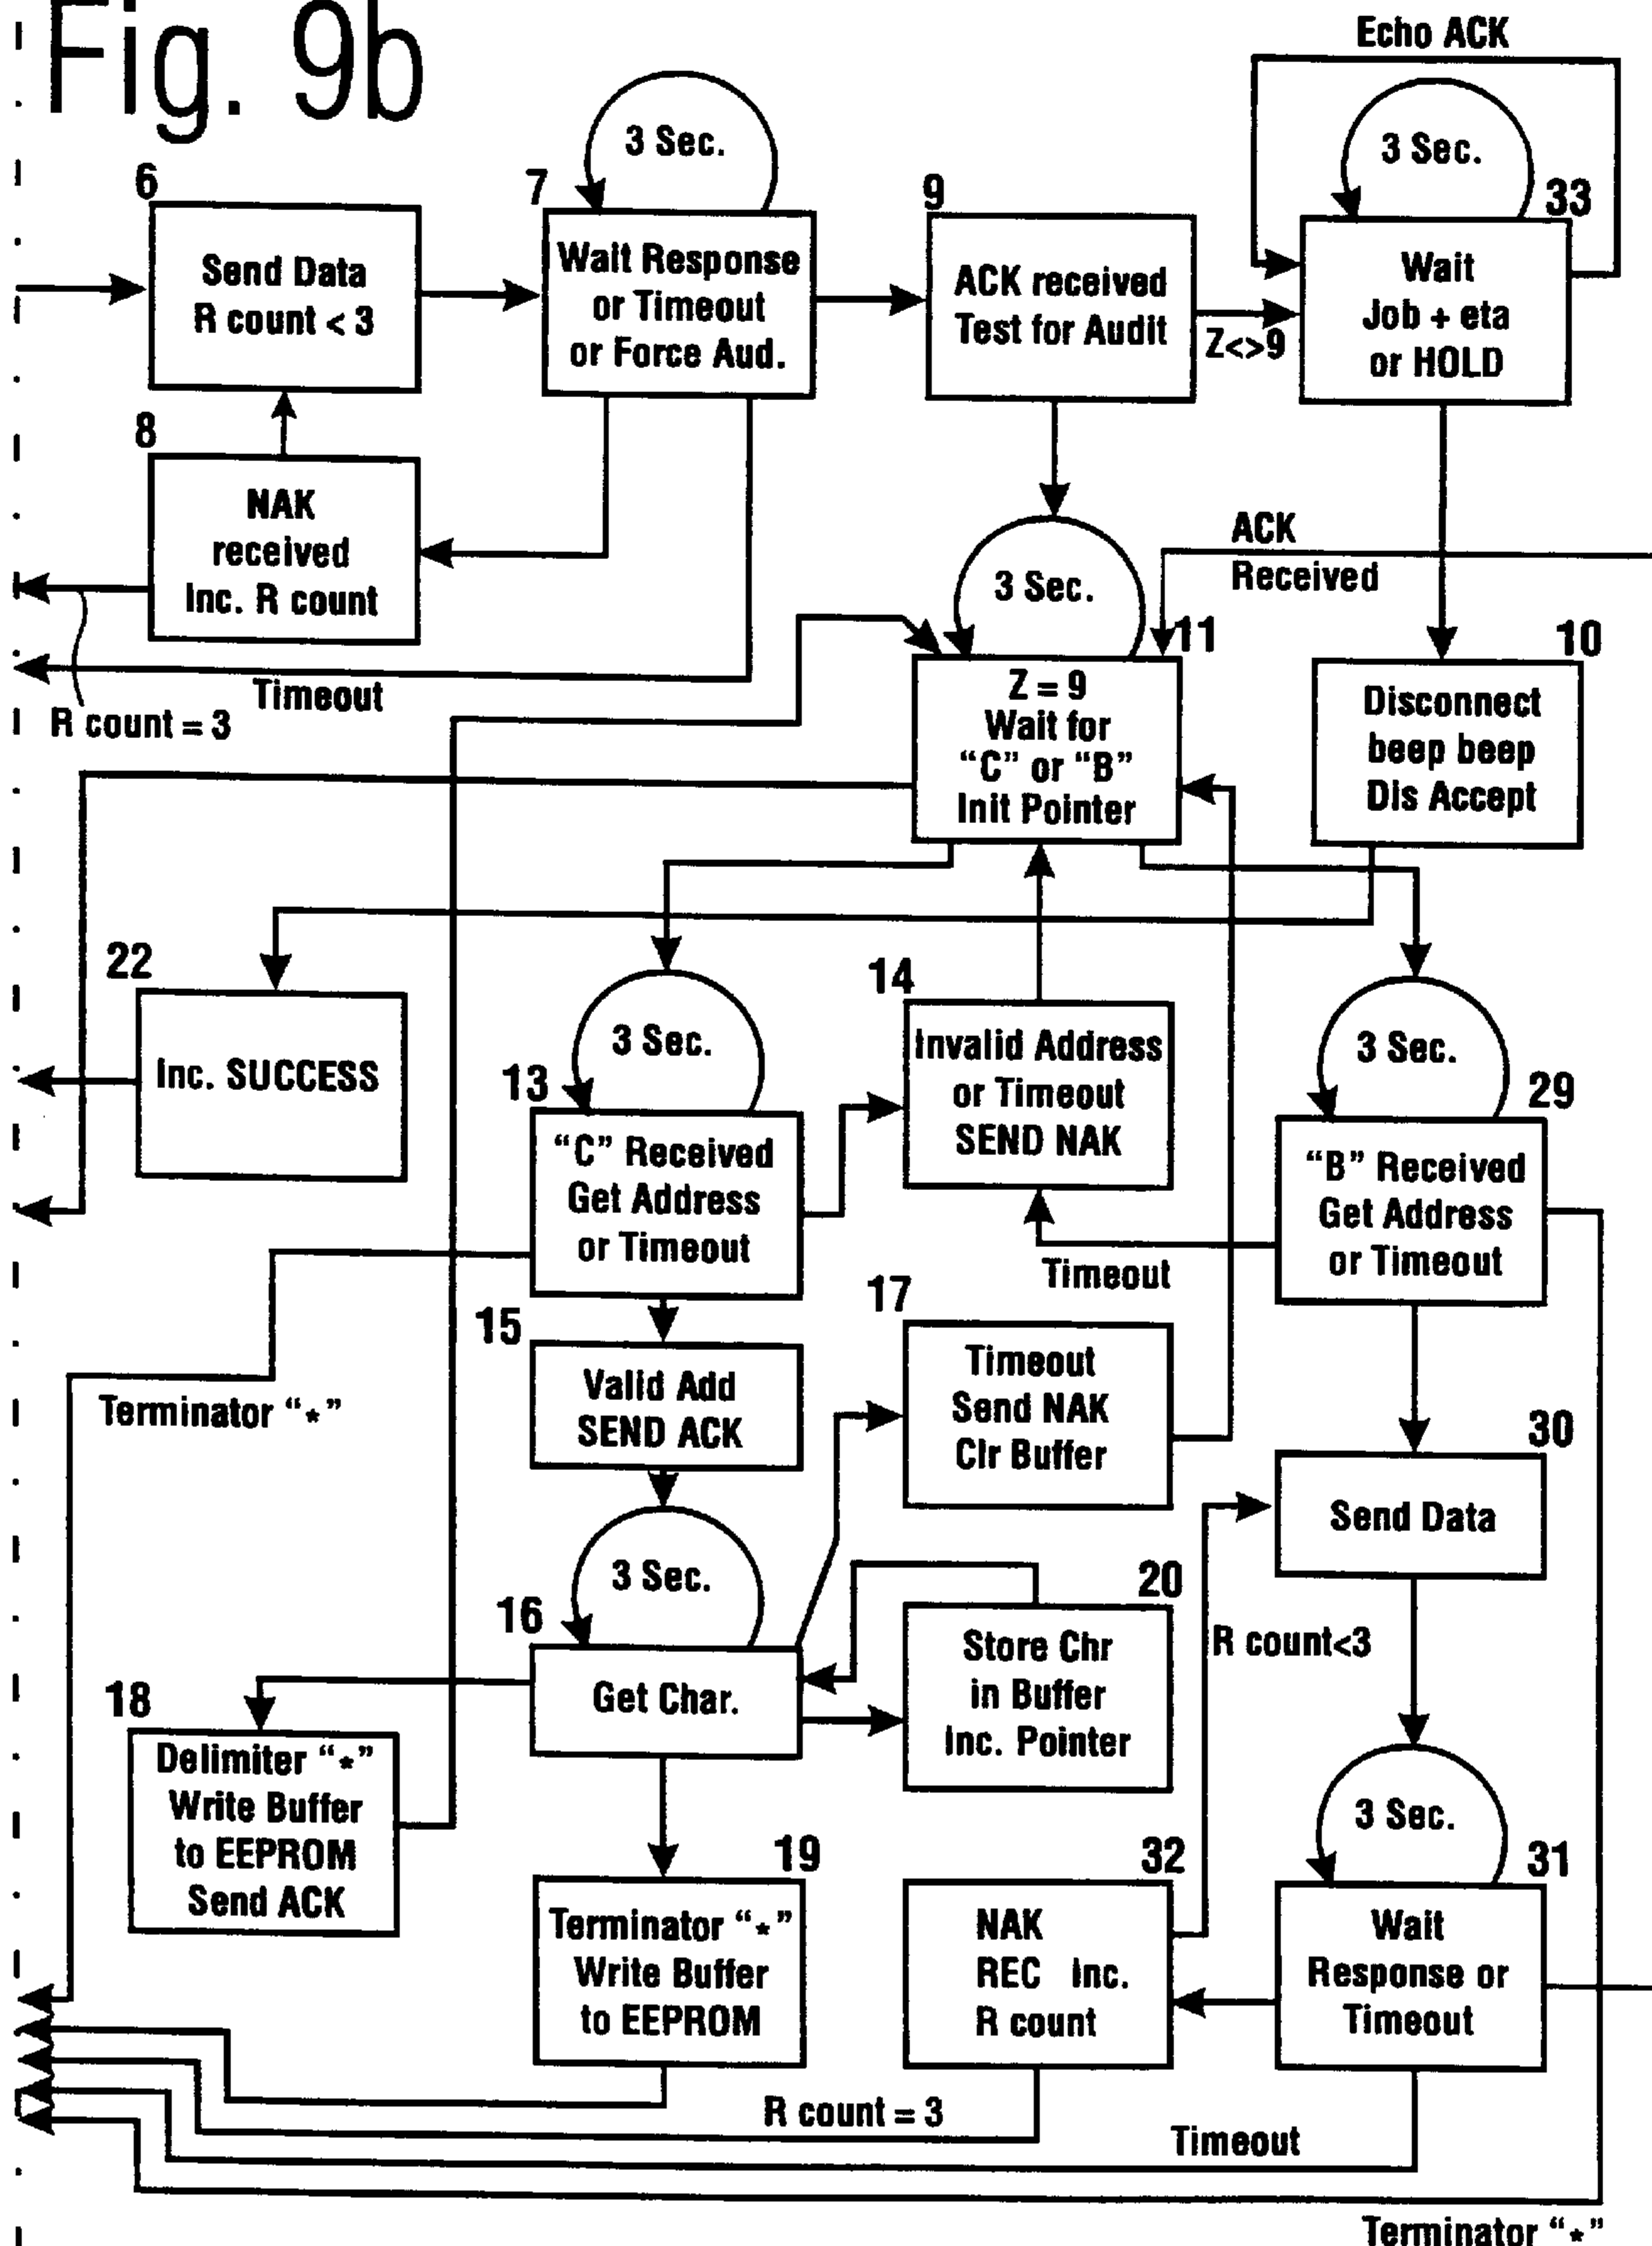 Fig. 9b
Echo ACK
3 Sec.
3 Sec.
6
7
9
33
Send Data
R count < 3
Wait Response
or Timeout
or Force Aud.
ACK received
Test for Audit
Z<>9
Wait
Job + eta
or HOLD
8
NAK
received
Inc. R count
3 Sec.
ACK
Received
11
10
Timeout
R count = 3
Z = 9
Wait for
“C” or “B”
Init Pointer
Disconnect
beep beep
Dis Accept
22
Inc. SUCCESS
3 Sec.
14
3 Sec.
13
29
Invalid Address
or Timeout
SEND NAK
“C” Received
Get Address
or Timeout
“B” Received
Get Address
or Timeout
Timeout
15
17
Terminator “*”
Valid Add
SEND ACK
Timeout
Send NAK
Clr Buffer
30
Send Data
3 Sec.
16
20
Get Char.
Store Chr
in Buffer
Inc. Pointer
R count<3
18
Delimiter “*”
Write Buffer
to EEPROM
Send ACK
3 Sec.
19
32
31
Terminator “*”
Write Buffer
to EEPROM
NAK
REC Inc.
R count
Wait
Response or
Timeout
R count = 3
Timeout
Terminator “*”